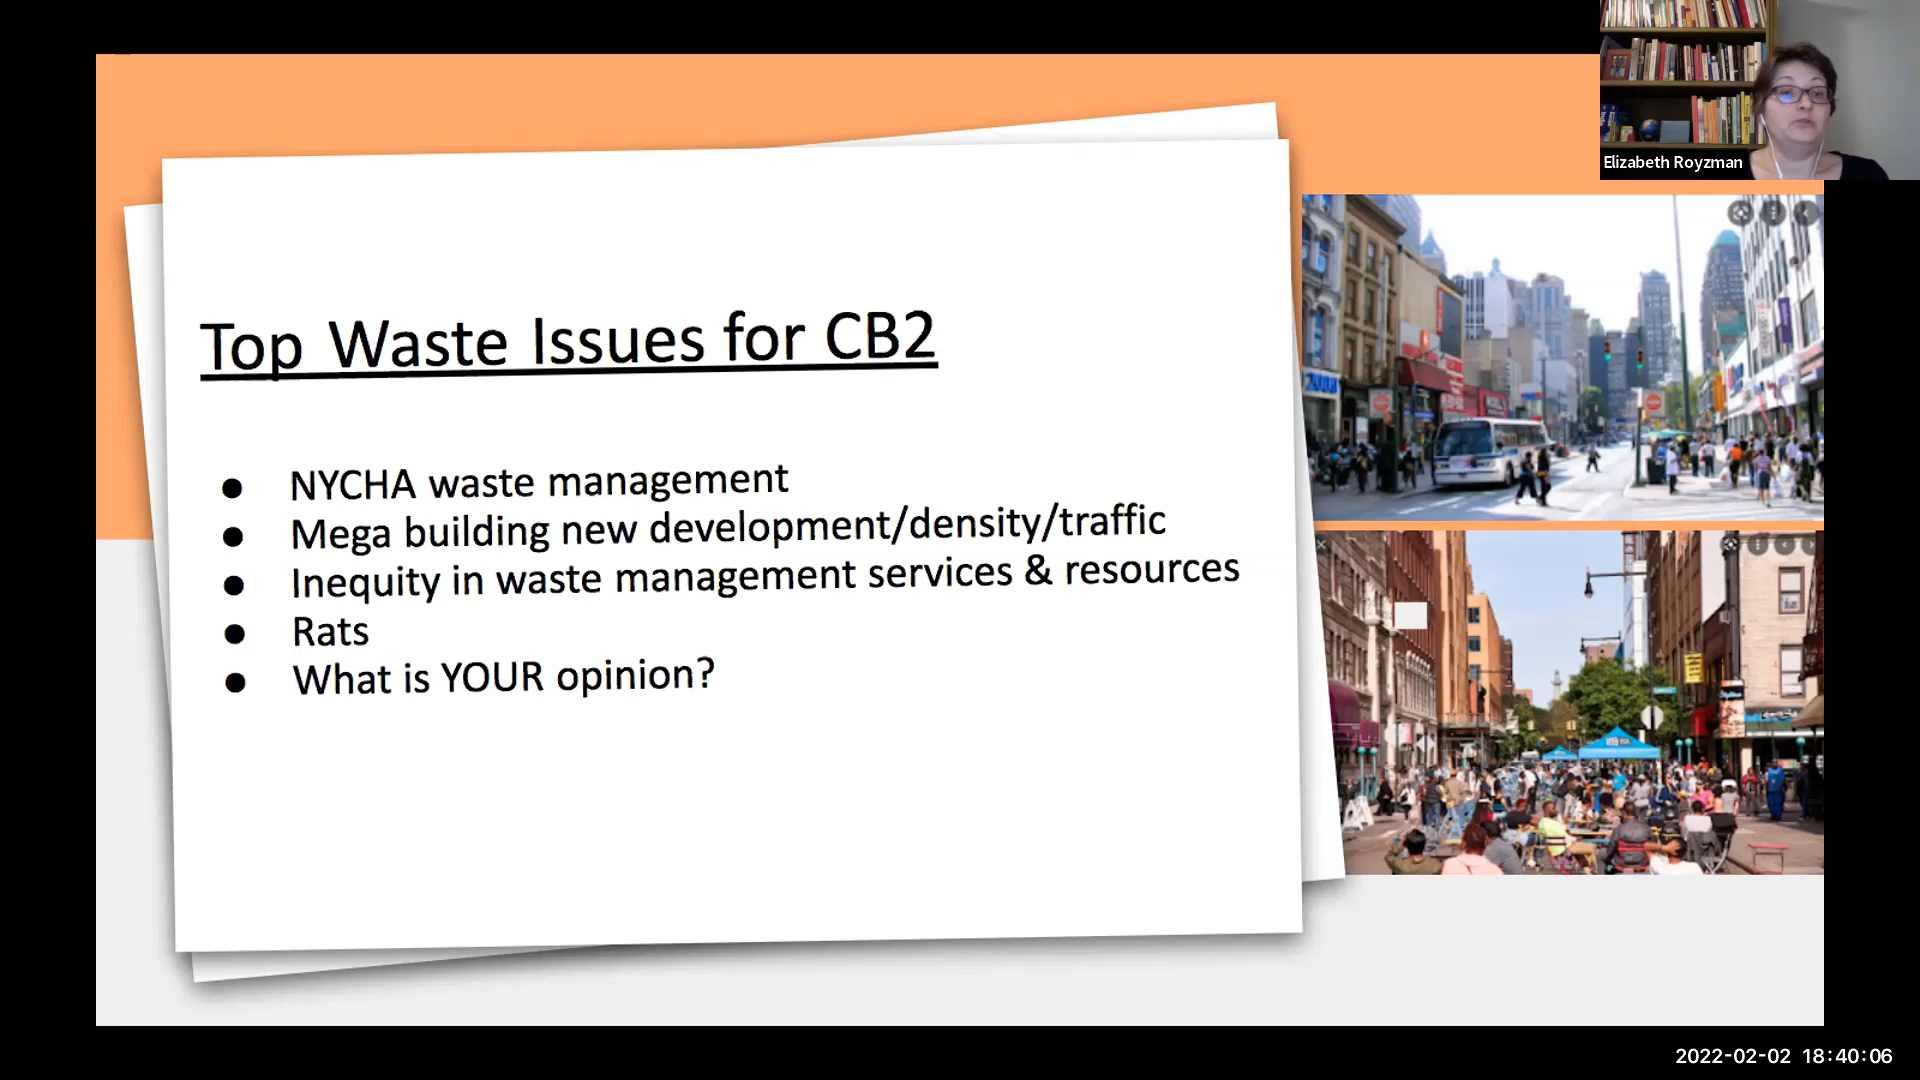 Elizabeth Royzman
Top Waste Issues for CB2
● NYCHA waste management
● Mega building new development/density/traffic
● Inequity in waste management services & resources
● Rats
● What is YOUR opinion?
2022-02-02 18:40:06